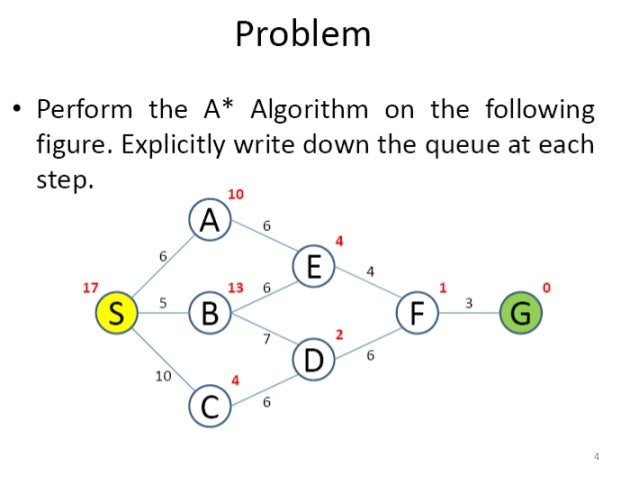 Problem
• Perform the A* Algorithm on the following
figure. Explicitly write down the queue at each
step.
10
A
6
4
6
E
4
17
13
6
1
0
S
5
B
F
3
G
7
2
D
6
10
4
C
6
4